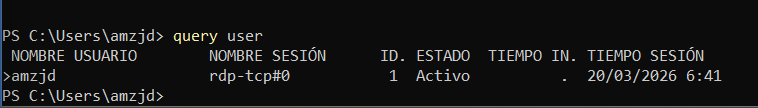 PS C:\Users\amzjd> query user
NOMBRE USUARIO NOMBRE SESIÓN ID. ESTADO TIEMPO IN. TIEMPO SESIÓN
>amzjd rdp-tcp#0 1 Activo . 20/03/2026 6:41
PS C:\Users\amzjd>